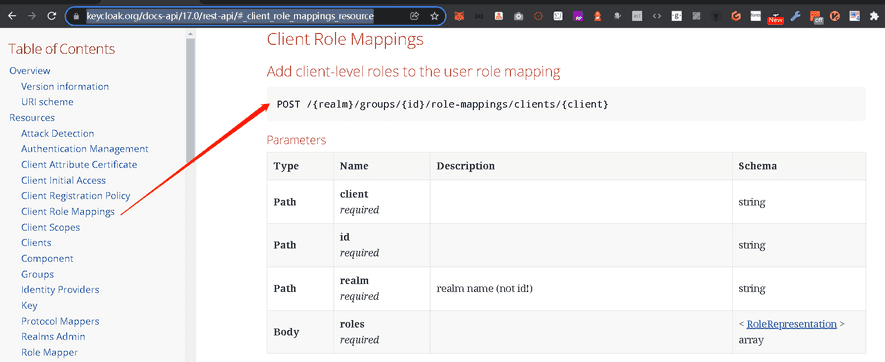 keycloak.org/docs-api/17.0/rest-api/#_client_role_mappings_resource
New
off
Table of Contents
Overview
Version information
URI scheme
Resources
Attack Detection
Authentication Management
Client Attribute Certificate
Client Initial Access
Client Registration Policy
Client Role Mappings
Client Scopes
Clients
Component
Groups
Identity Providers
Key
Protocol Mappers
Realms Admin
Role Mapper
Client Role Mappings
Add client-level roles to the user role mapping
POST /{realm}/groups/{id}/role-mappings/clients/{client}
Parameters
Type Name Description Schema
Path client required string
Path id required string
Path realm required realm name (not id!) string
Body roles required < RoleRepresentation > array